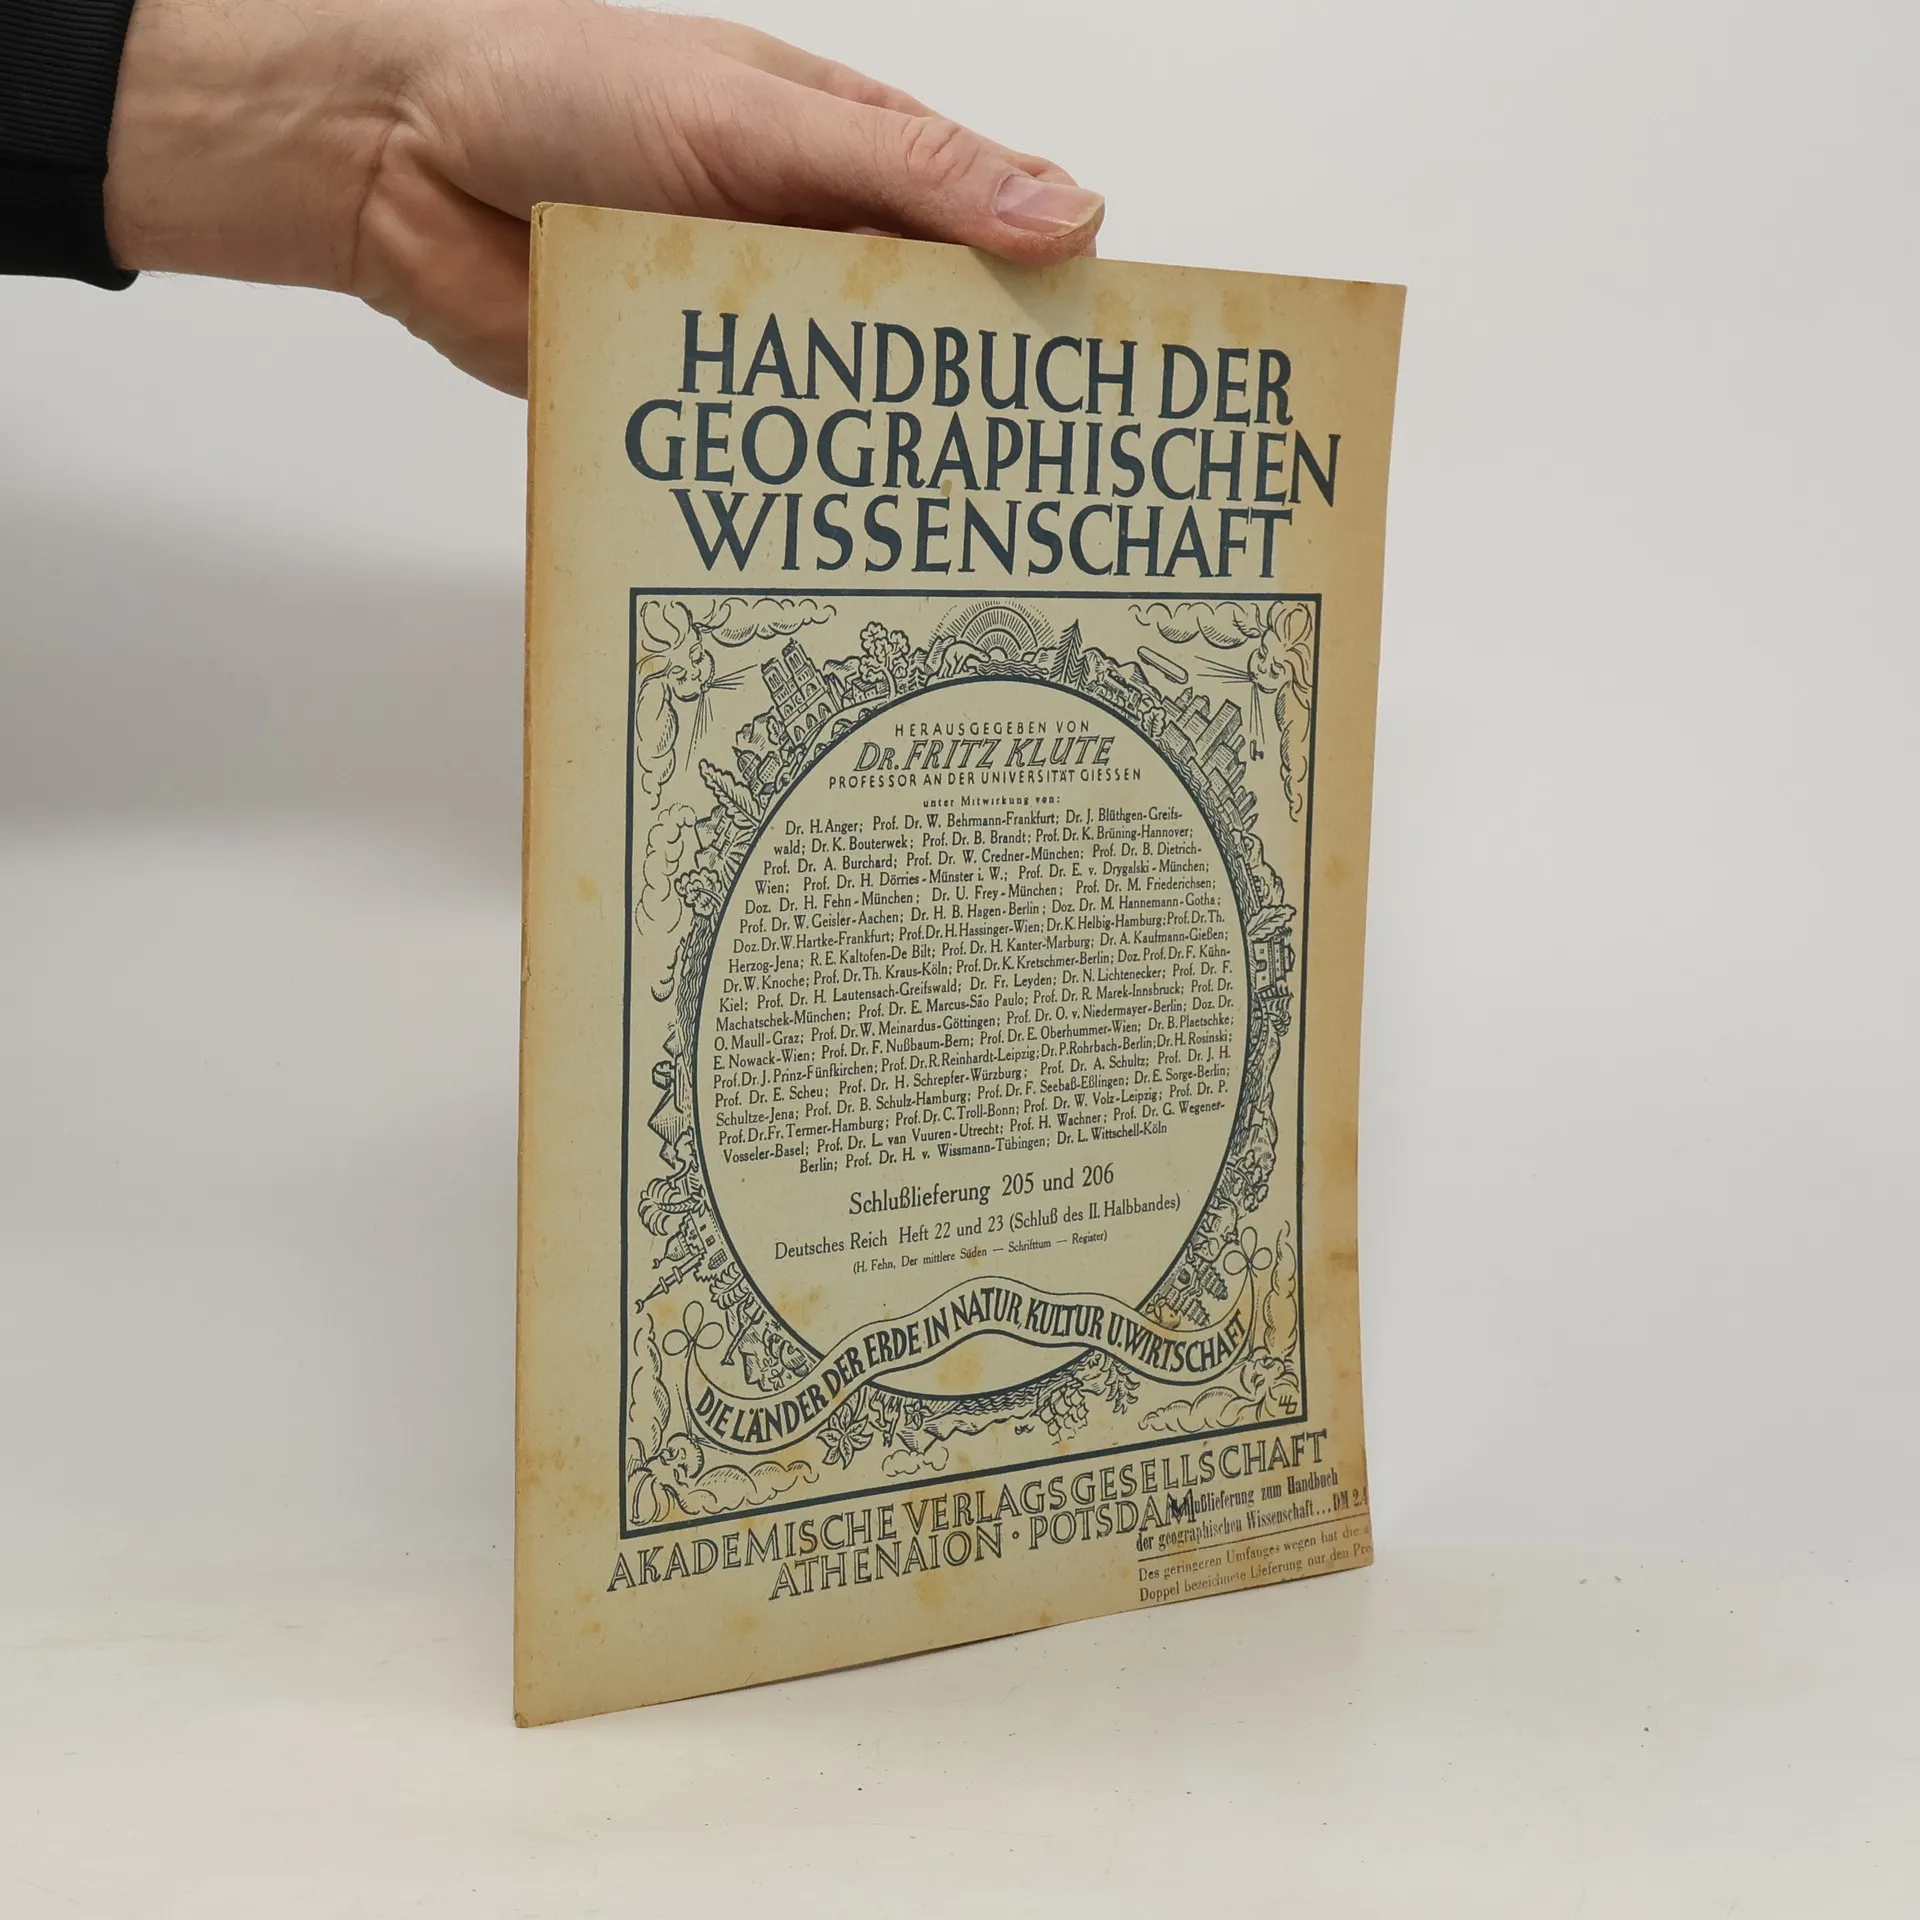 HANDBUCH DER
GEOGRAPHISCHEN
WISSENSCHAFT
HERAUSGEGEBEN VON
DR. FRITZ KLUTE
PROFESSOR AN DER UNIVERSITÄT GIESSEN
unter Mitwirkung von:
Dr. H. Anger; Prof. Dr. W. Behrmann-Frankfurt; Dr. J. Blüthgen-Greifs-
wald; Dr. K. Bouterwek; Prof. Dr. B. Brandt; Prof. Dr. K. Brüning-Hannover;
Prof. Dr. A. Burchard; Prof. Dr. W. Credner-München; Prof. Dr. B. Dietrich-
Wien; Prof. Dr. H. Dörries-Münster i. W.; Prof. Dr. E. v. Drygalski-München;
Doz. Dr. H. Fehn-München; Dr. U. Frey-München; Prof. Dr. M. Friederichsen;
Prof. Dr. W. Geisler-Aachen; Dr. H. B. Hagen-Berlin; Doz. Dr. M. Hannemann-Gotha;
Doz. Dr. W. Hartke-Frankfurt; Prof. Dr. H. Hassinger-Wien; Dr. K. Helbig-Hamburg; Prof. Dr. Th.
Herzog-Jena; R. E. Kaltofen-De Bilt; Prof. Dr. H. Kanter-Marburg; Dr. A. Kaufmann-Gießen;
Dr. W. Knoche; Prof. Dr. Th. Kraus-Köln; Prof. Dr. K. Kretschmer-Berlin; Doz. Prof. Dr. F. Kühn-
Kiel; Prof. Dr. H. Lautensach-Greifswald; Dr. Fr. Leyden; Dr. N. Lichtenecker; Prof. Dr. F.
Machatschek-München; Prof. Dr. E. Marcus-São Paulo; Prof. Dr. R. Marek-Innsbruck; Prof. Dr.
O. Maull-Graz; Prof. Dr. W. Meinardus-Göttingen; Prof. Dr. O. v. Niedermayer-Berlin; Doz. Dr.
E. Nowack-Wien; Prof. Dr. F. Nußbaum-Bern; Prof. Dr. E. Oberhummer-Wien; Dr. B. Plaetschke;
Prof. Dr. J. Prinz-Fünfkirchen; Prof. Dr. R. Reinhardt-Leipzig; Dr. P. Rohrbach-Berlin; Dr. H. Rosinski;
Prof. Dr. E. Scheu; Prof. Dr. H. Schrepfer-Würzburg; Prof. Dr. A. Schultz; Prof. Dr. J. H.
Schultze-Jena; Prof. Dr. B. Schulz-Hamburg; Prof. Dr. F. Seebaß-Eßlingen; Dr. E. Sorge-Berlin;
Prof. Dr. Fr. Termer-Hamburg; Prof. Dr. C. Troll-Bonn; Prof. Dr. W. Volz-Leipzig; Prof. Dr. P.
Vosseler-Basel; Prof. Dr. L. van Vuuren-Utrecht; Prof. H. Wachner; Prof. Dr. G. Wegener-
Berlin; Prof. Dr. H. v. Wissmann-Tübingen; Dr. L. Wittschell-Köln
Schlußlieferung 205 und 206
Deutsches Reich Heft 22 und 23 (Schluß des II. Halbbandes)
(H. Fehn, Der mittlere Süden — Schrifttum — Register)
DIE LÄNDER DER ERDE IN NATUR, KULTUR U. WIRTSCHAFT
AKADEMISCHE VERLAGSGESELLSCHAFT
ATHENAION · POTSDAM
Schlußlieferung zum Handbuch
der geographischen Wissenschaft ... DM 2.4
Des geringeren Umfanges wegen hat die a
Doppel bezeichnete Lieferung nur den Pre